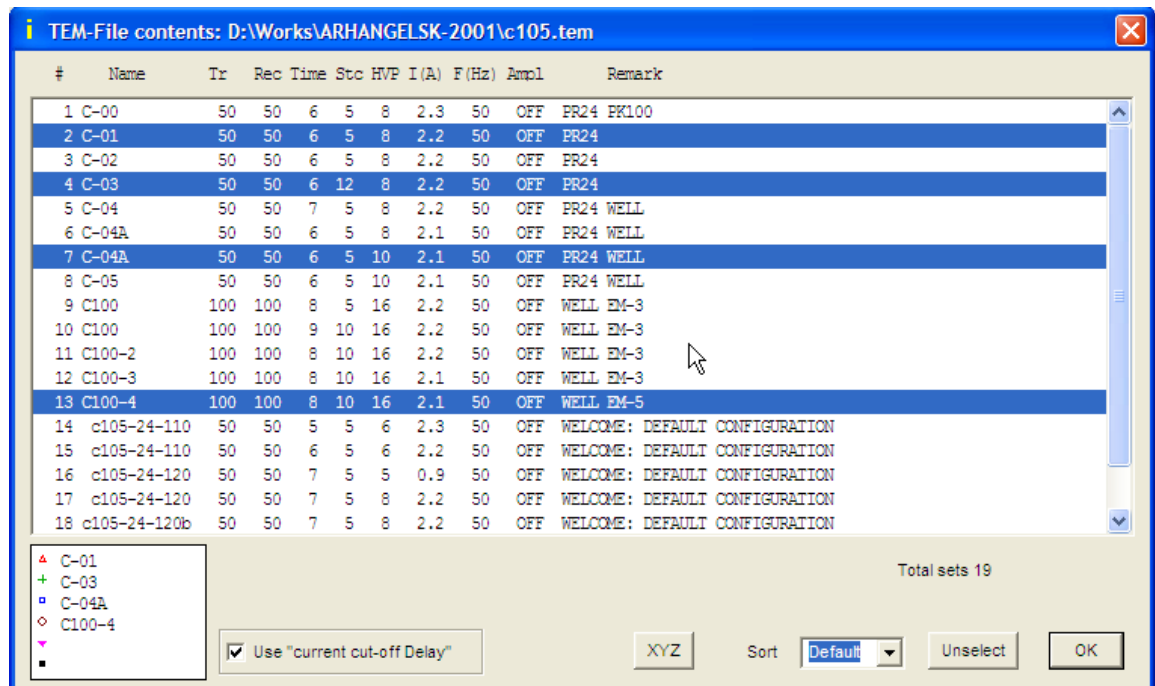 i TEM-File contents: D:\Works\ARHANGELSK-2001\c105.tem
# Name Tr Rec Time Stc HVP I(A) F(Hz) Ampl Remark
1 C-00 50 50 6 5 8 2.3 50 OFF PR24 PK100
2 C-01 50 50 6 5 8 2.2 50 OFF PR24
3 C-02 50 50 6 5 8 2.2 50 OFF PR24
4 C-03 50 50 6 12 8 2.2 50 OFF PR24
5 C-04 50 50 7 5 8 2.2 50 OFF PR24 WELL
6 C-04A 50 50 6 5 8 2.1 50 OFF PR24 WELL
7 C-04A 50 50 6 5 10 2.1 50 OFF PR24 WELL
8 C-05 50 50 6 5 10 2.1 50 OFF PR24 WELL
9 C100 100 100 8 5 16 2.2 50 OFF WELL EM-3
10 C100 100 100 9 10 16 2.2 50 OFF WELL EM-3
11 C100-2 100 100 8 10 16 2.2 50 OFF WELL EM-3
12 C100-3 100 100 8 10 16 2.1 50 OFF WELL EM-3
13 C100-4 100 100 8 10 16 2.1 50 OFF WELL EM-5
14 c105-24-110 50 50 5 5 6 2.3 50 OFF WELCOME: DEFAULT CONFIGURATION
15 c105-24-110 50 50 6 5 6 2.2 50 OFF WELCOME: DEFAULT CONFIGURATION
16 c105-24-120 50 50 7 5 5 0.9 50 OFF WELCOME: DEFAULT CONFIGURATION
17 c105-24-120 50 50 7 5 8 2.2 50 OFF WELCOME: DEFAULT CONFIGURATION
18 c105-24-120b 50 50 7 5 8 2.2 50 OFF WELCOME: DEFAULT CONFIGURATION
C-01
C-03
C-04A
C100-4
Total sets 19
Use "current cut-off Delay"
XYZ
Sort
Default
Unselect
OK